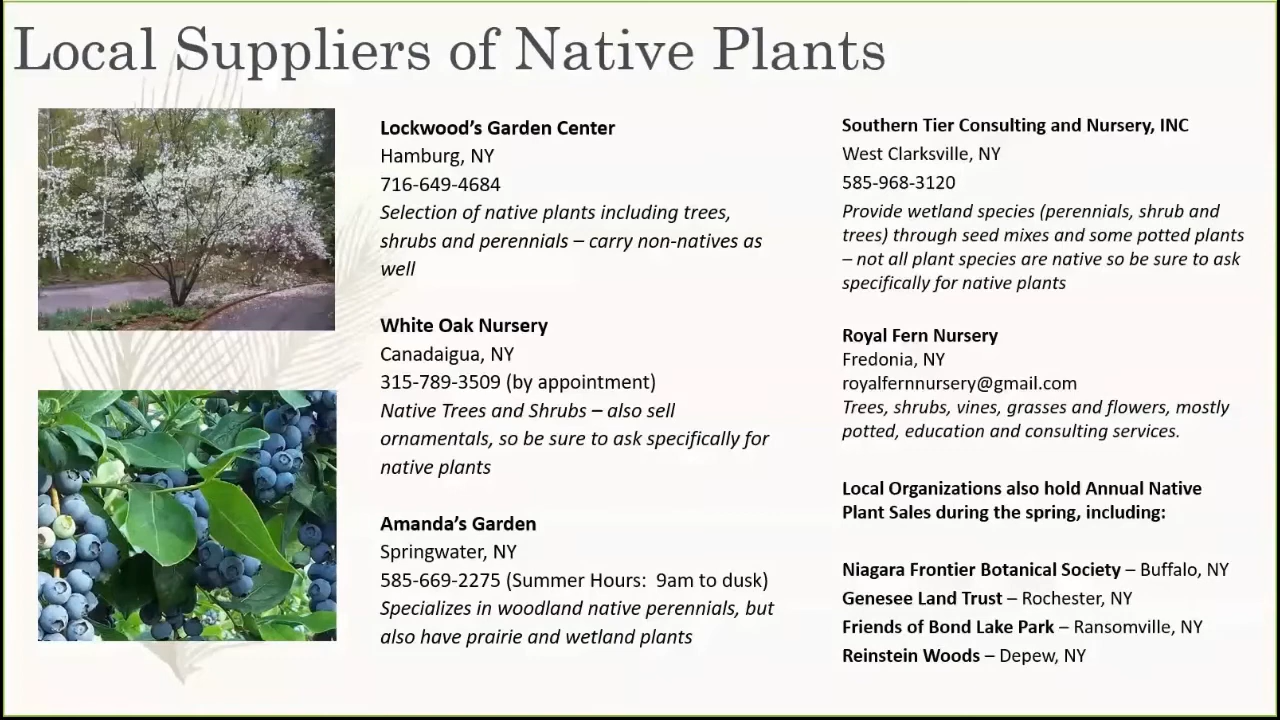 Local Suppliers of Native Plants
Lockwood’s Garden Center
Hamburg, NY
716-649-4684
Selection of native plants including trees,
shrubs and perennials – carry non-natives as
well
White Oak Nursery
Canadaigua, NY
315-789-3509 (by appointment)
Native Trees and Shrubs – also sell
ornamentals, so be sure to ask specifically for
native plants
Amanda’s Garden
Springwater, NY
585-669-2275 (Summer Hours:  9am to dusk)
Specializes in woodland native perennials, but
also have prairie and wetland plants
Southern Tier Consulting and Nursery, INC
West Clarksville, NY
585-968-3120
Provide wetland species (perennials, shrub and
trees) through seed mixes and some potted plants
– not all plant species are native so be sure to ask
specifically for native plants
Royal Fern Nursery
Fredonia, NY
royalfernnursery@gmail.com
Trees, shrubs, vines, grasses and flowers, mostly
potted, education and consulting services.
Local Organizations also hold Annual Native
Plant Sales during the spring, including:
Niagara Frontier Botanical Society – Buffalo, NY
Genesee Land Trust – Rochester, NY
Friends of Bond Lake Park – Ransomville, NY
Reinstein Woods – Depew, NY